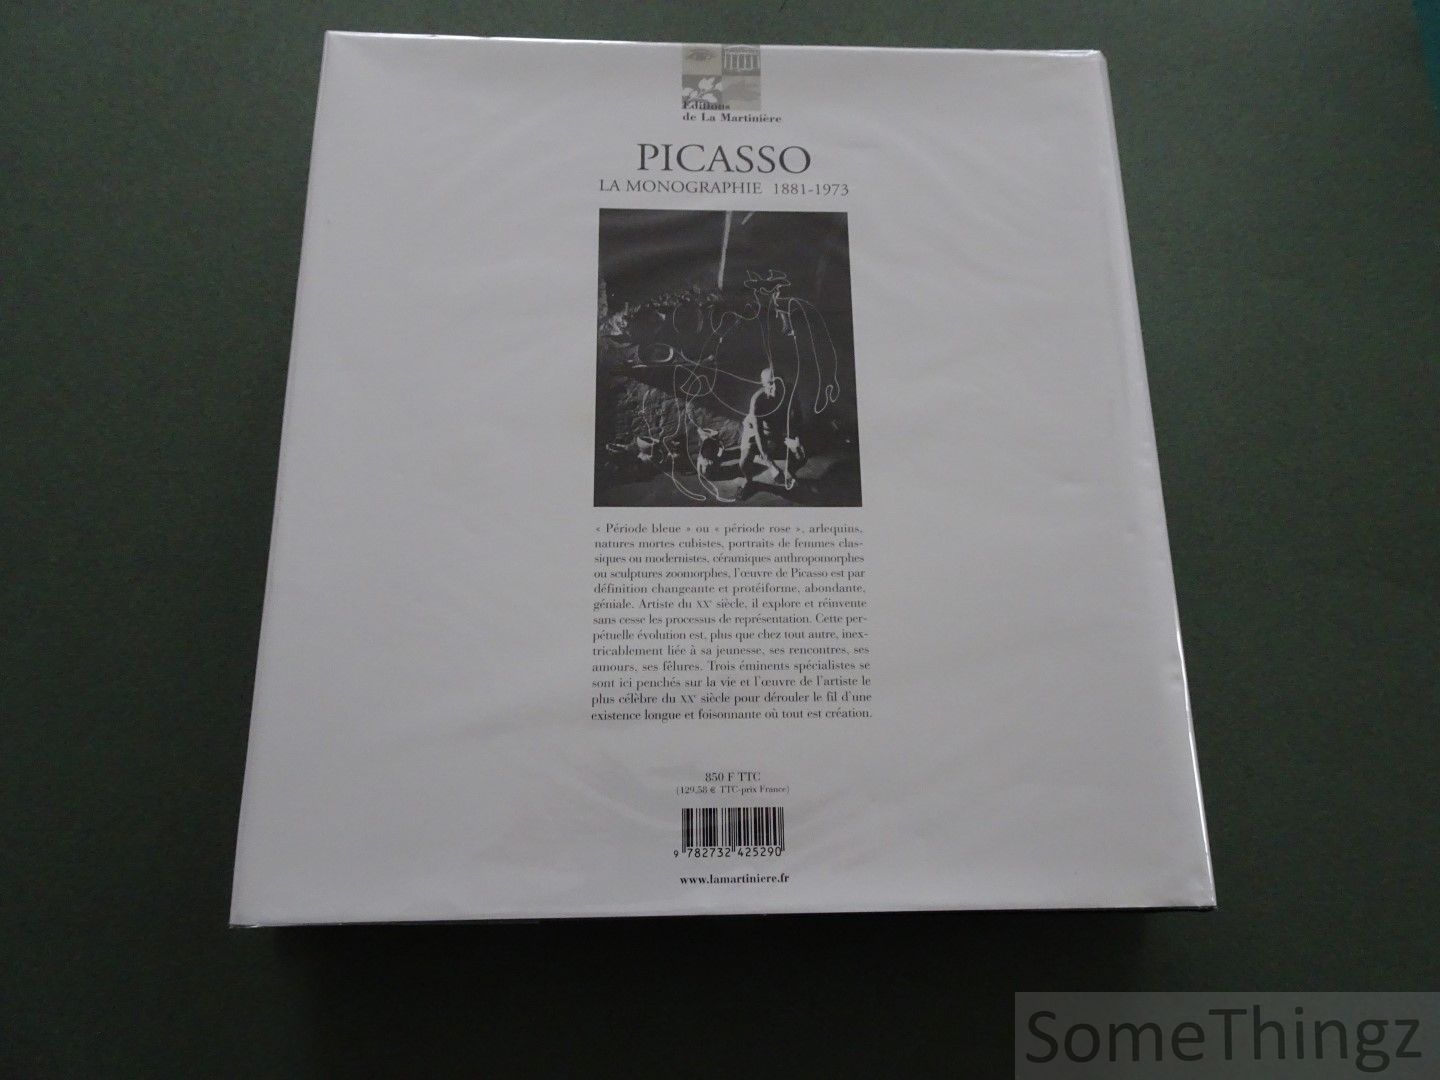 Editions
de La Martinière
PICASSO
LA MONOGRAPHIE 1881-1973
« Période bleue » ou « période rose », arlequins,
natures mortes cubistes, portraits de femmes clas-
siques ou modernistes, céramiques anthropomorphes
ou sculptures zoomorphes, l'œuvre de Picasso est par
définition changeante et protéiforme, abondante,
géniale. Artiste du XXe siècle, il explore et réinvente
sans cesse les processus de représentation. Cette per-
pétuelle évolution est, plus que chez tout autre, inex-
tricablement liée à sa jeunesse, ses rencontres, ses
amours, ses fêlures. Trois éminents spécialistes se
sont ici penchés sur la vie et l'œuvre de l'artiste le
plus célèbre du XXe siècle pour dérouler le fil d'une
existence longue et foisonnante où tout est création.
850 F TTC
(129,58 € TTC-prix France)
9 782732 425290
www.lamartiniere.fr
SomeThingz